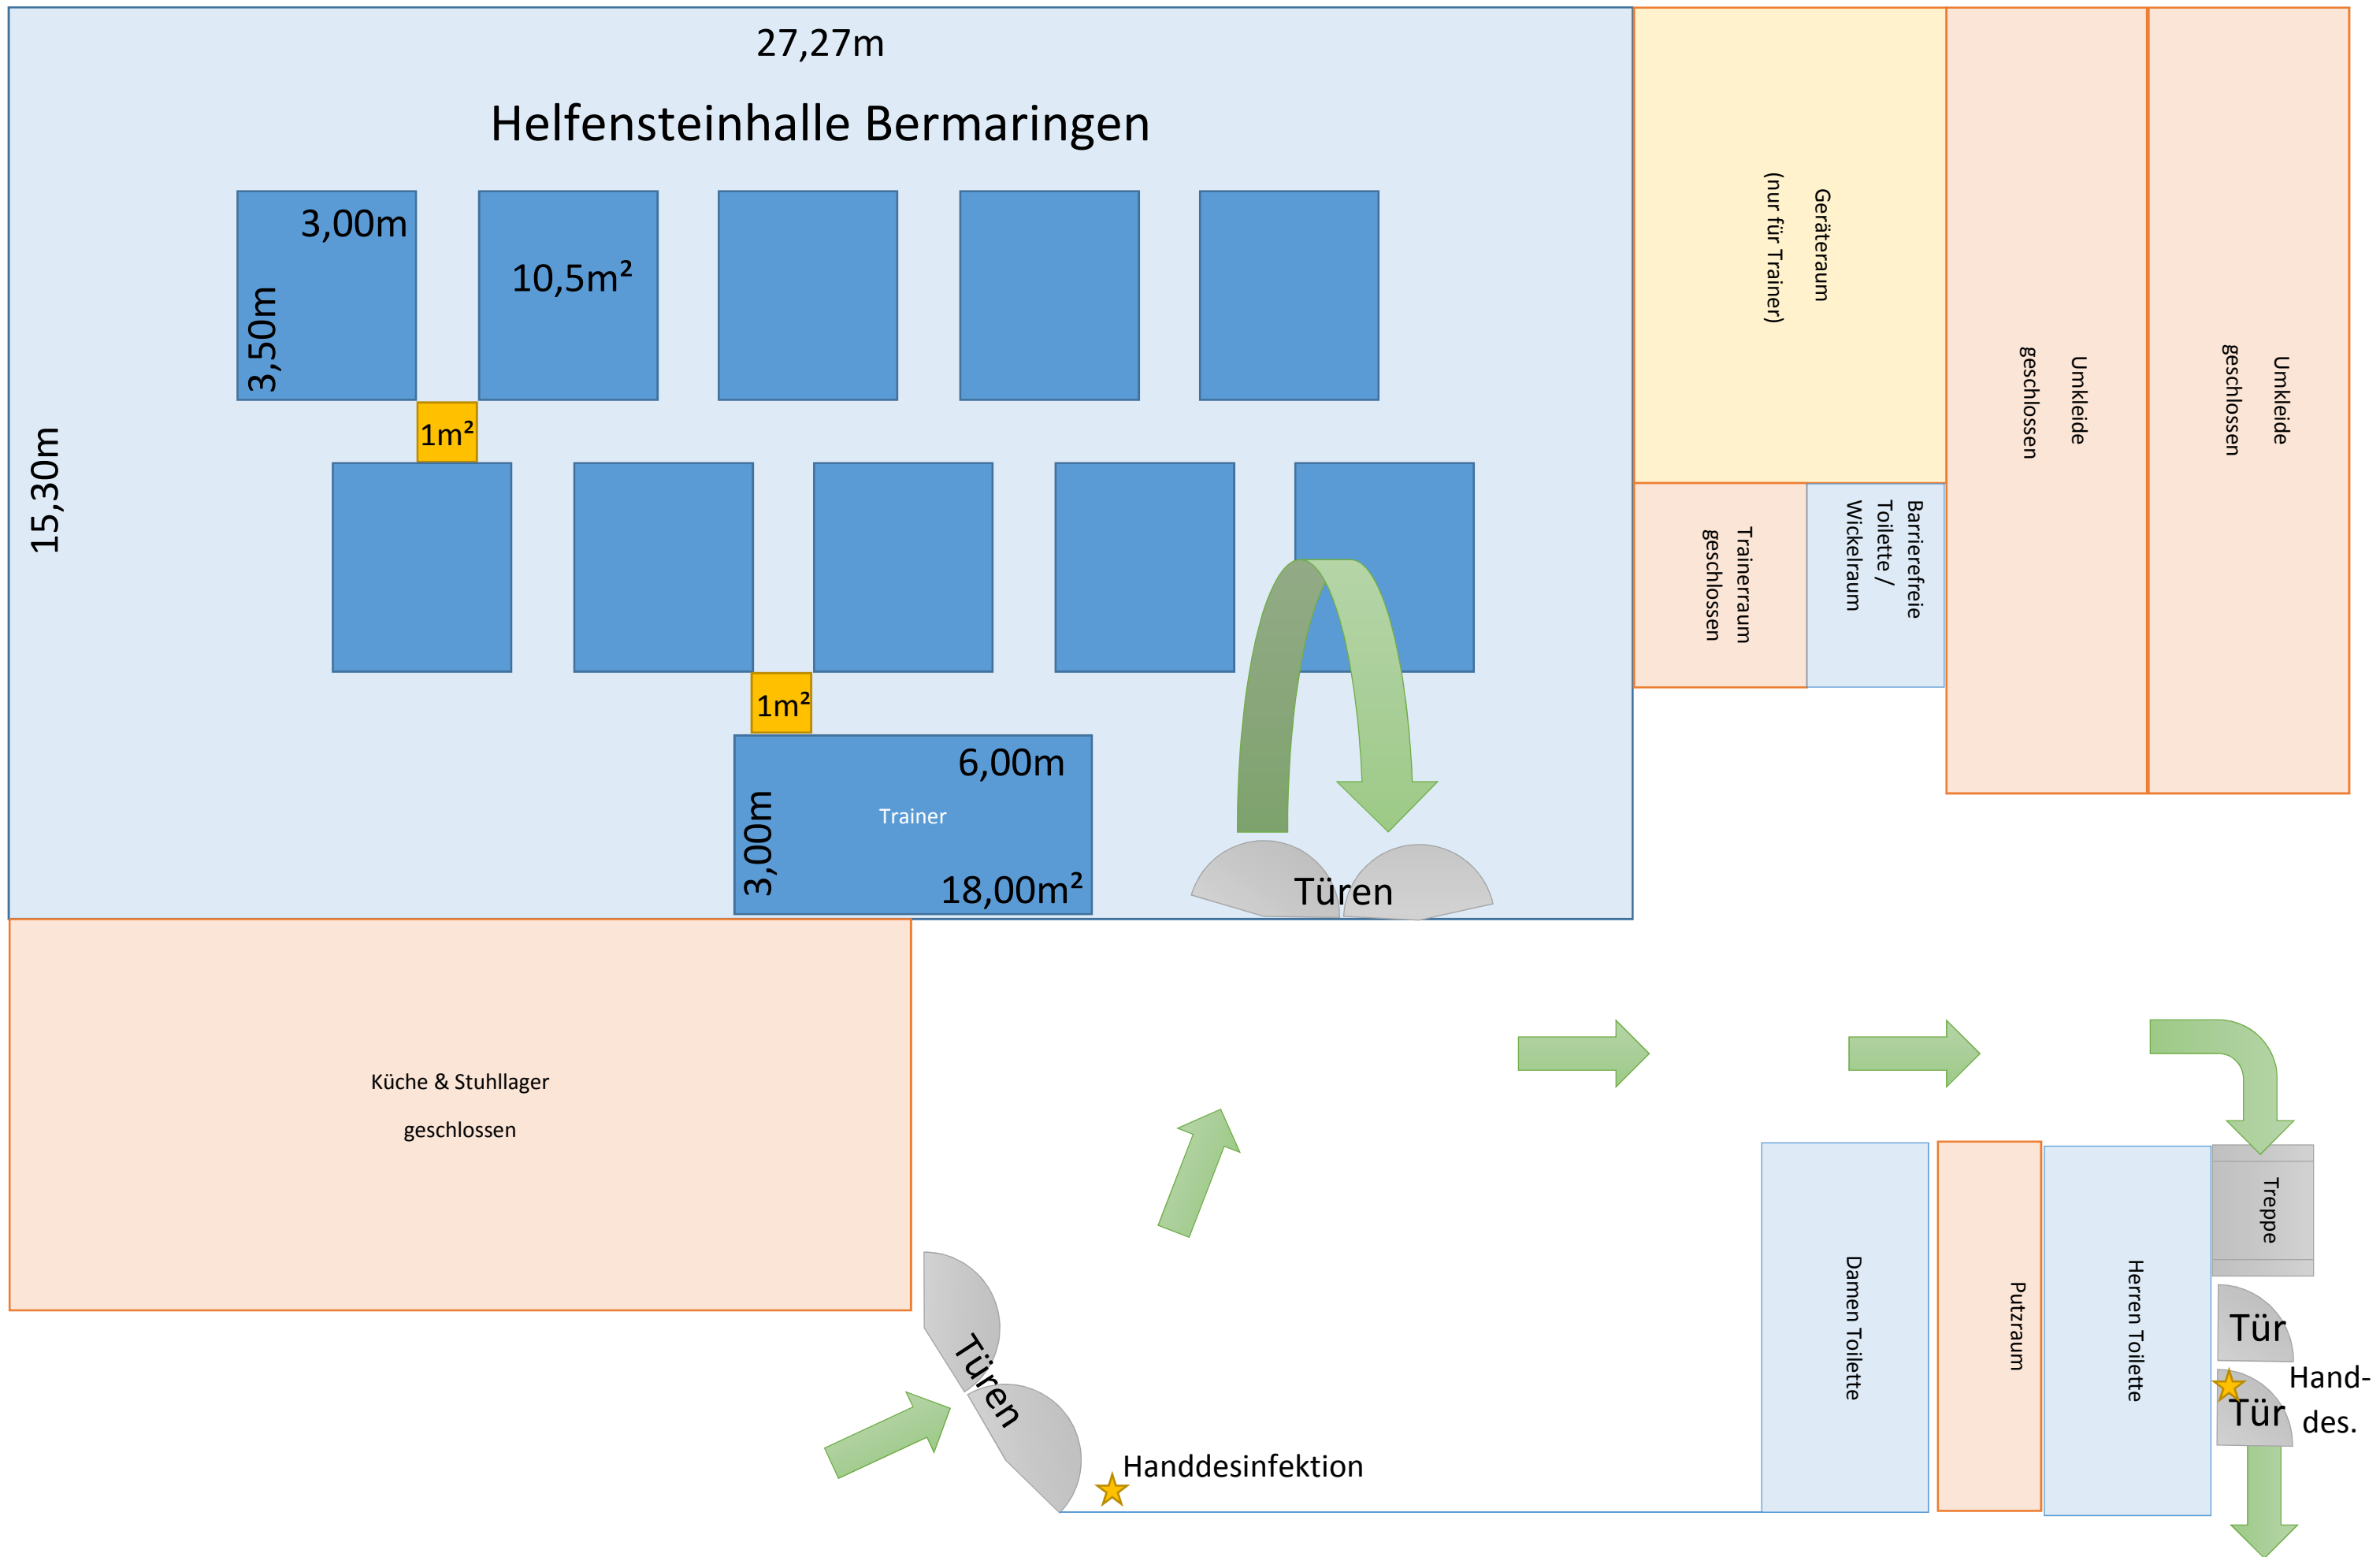 27,27m
Helfensteinhalle Bermaringen
3,00m
3,50m
10,5m²
1m²
15,30m
1m²
6,00m
3,00m
Trainer
18,00m²
Türen
Geräteraum
(nur für Trainer)
Umkleide
geschlossen
Umkleide
geschlossen
Trainerraum
geschlossen
Barrierefreie
Toilette /
Wickelraum
Küche & Stuhllager
geschlossen
Türen
Handdesinfektion
Damen Toilette
Putzraum
Herren Toilette
Treppe
Tür
Tür
Hand-
des.